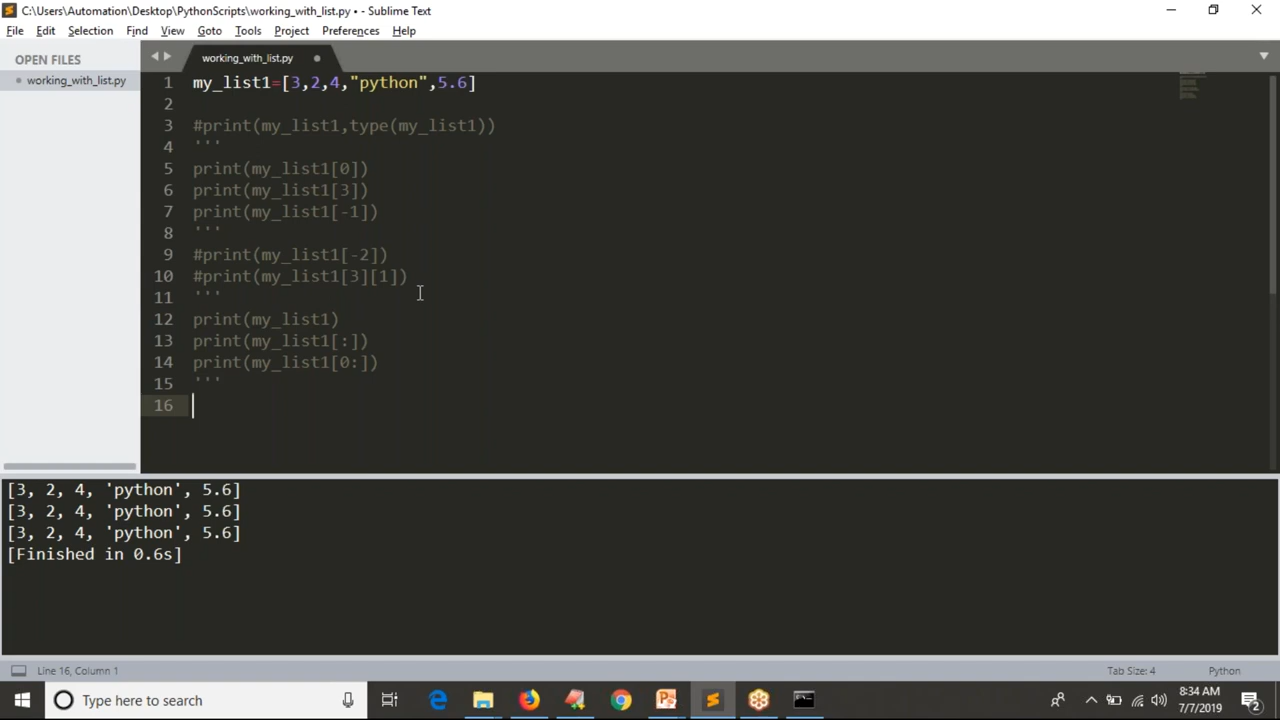 C:\Users\Automation\Desktop\PythonScripts\working_with_list.py • - Sublime Text
File Edit Selection Find View Goto Tools Project Preferences Help
OPEN FILES
working_with_list.py
working_with_list.py
1 my_list1=[3,2,4,"python",5.6]
2
3 #print(my_list1,type(my_list1))
4 '''
5 print(my_list1[0])
6 print(my_list1[3])
7 print(my_list1[-1])
8 '''
9 #print(my_list1[-2])
10 #print(my_list1[3][1])
11 '''
12 print(my_list1)
13 print(my_list1[:])
14 print(my_list1[0:])
15 '''
16
[3, 2, 4, 'python', 5.6]
[3, 2, 4, 'python', 5.6]
[3, 2, 4, 'python', 5.6]
[Finished in 0.6s]
Line 16, Column 1 Tab Size: 4 Python
Type here to search
8:34 AM
7/7/2019
2